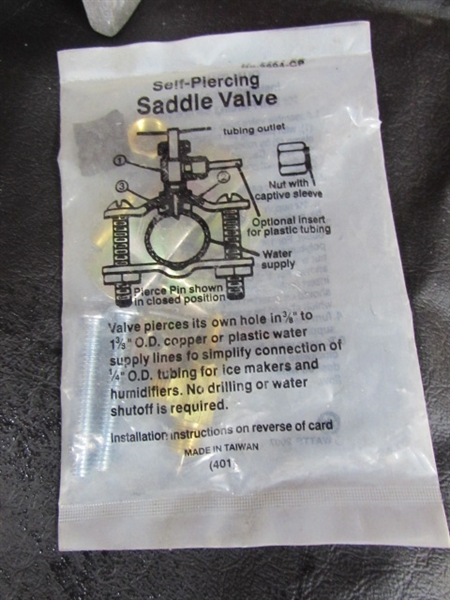 Self-Piercing
Saddle Valve
tubing outlet
1
2
3
Nut with
captive sleeve
Optional insert
for plastic tubing
Water
supply
Pierce Pin shown
in closed position
Valve pierces its own hole in ⅜" to
1⅜" O.D. copper or plastic water
supply lines to simplify connection of
¼" O.D. tubing for ice makers and
humidifiers. No drilling or water
shutoff is required.
Installation instructions on reverse of card
MADE IN TAIWAN
(401